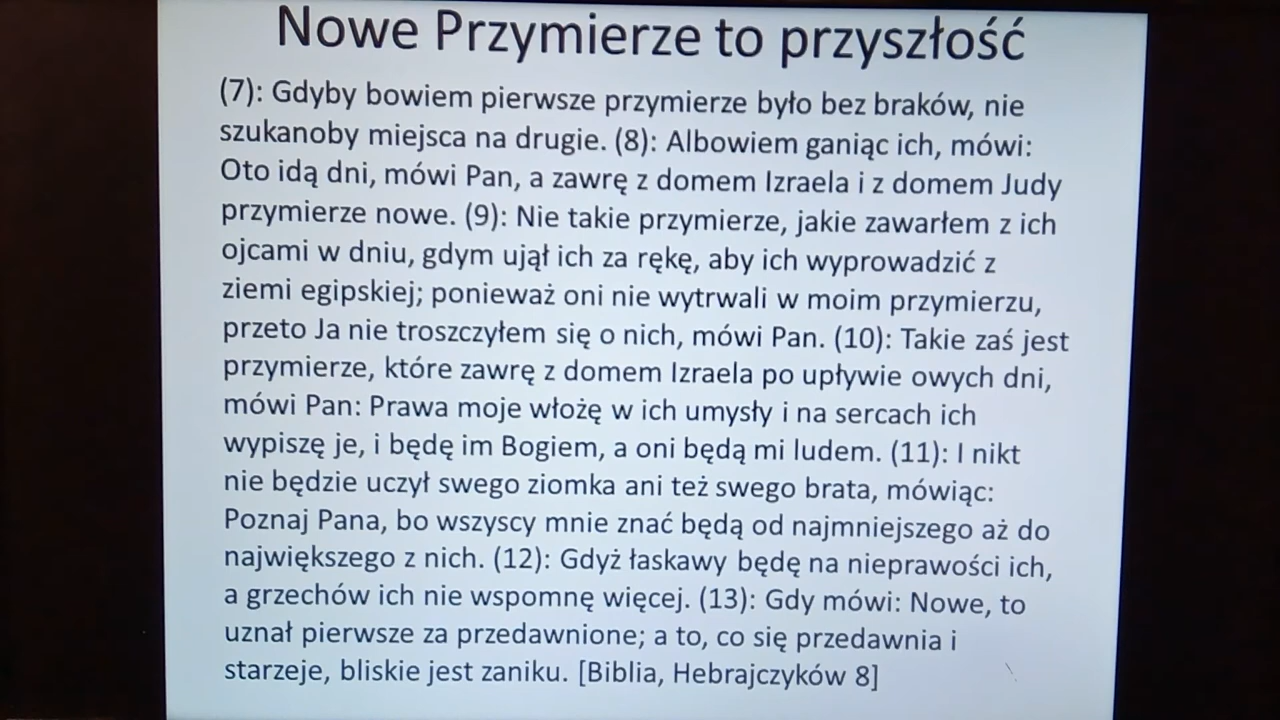 Nowe Przymierze to przyszłość
(7): Gdyby bowiem pierwsze przymierze było bez braków, nie
szukanoby miejsca na drugie. (8): Albowiem ganiąc ich, mówi:
Oto idą dni, mówi Pan, a zawrę z domem Izraela i z domem Judy
przymierze nowe. (9): Nie takie przymierze, jakie zawarłem z ich
ojcami w dniu, gdym ujął ich za rękę, aby ich wyprowadzić z
ziemi egipskiej; ponieważ oni nie wytrwali w moim przymierzu,
przeto Ja nie troszczyłem się o nich, mówi Pan. (10): Takie zaś jest
przymierze, które zawrę z domem Izraela po upływie owych dni,
mówi Pan: Prawa moje włożę w ich umysły i na sercach ich
wypiszę je, i będę im Bogiem, a oni będą mi ludem. (11): I nikt
nie będzie uczył swego ziomka ani też swego brata, mówiąc:
Poznaj Pana, bo wszyscy mnie znać będą od najmniejszego aż do
największego z nich. (12): Gdyż łaskawy będę na nieprawości ich,
a grzechów ich nie wspomnę więcej. (13): Gdy mówi: Nowe, to
uznał pierwsze za przedawnione; a to, co się przedawnia i
starzeje, bliskie jest zaniku. [Biblia, Hebrajczyków 8]